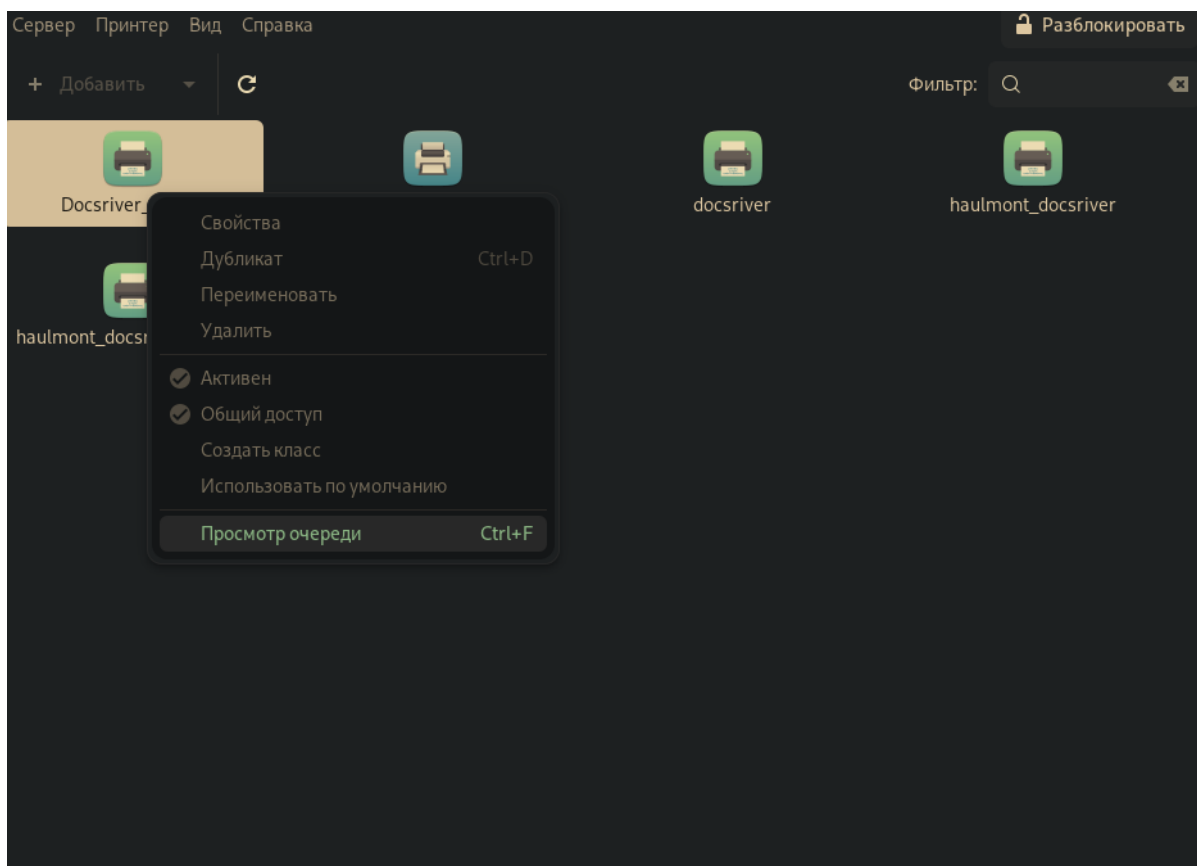 Сервер Принтер Вид Справка Разблокировать
+ Добавить Фильтр:
Docsriver_ docsriver haulmont_docsriver
haulmont_docsr
Свойства
Дубликат Ctrl+D
Переименовать
Удалить
Активен
Общий доступ
Создать класс
Использовать по умолчанию
Просмотр очереди Ctrl+F